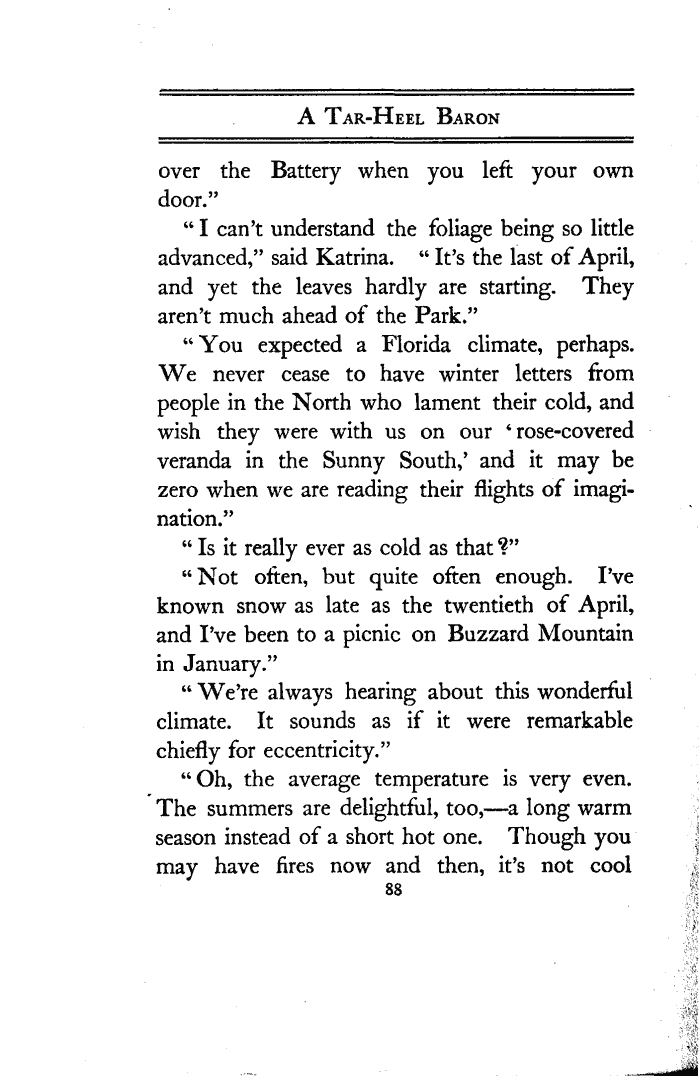 A Tar-Heel Baron
over the Battery when you left your own
door.”
“I can’t understand the foliage being so little
advanced,” said Katrina. “It’s the last of April,
and yet the leaves hardly are starting. They
aren’t much ahead of the Park.”
“You expected a Florida climate, perhaps.
We never cease to have winter letters from
people in the North who lament their cold, and
wish they were with us on our ‘rose-covered
veranda in the Sunny South,’ and it may be
zero when we are reading their flights of imagi-
nation.”
“Is it really ever as cold as that?”
“Not often, but quite often enough. I’ve
known snow as late as the twentieth of April,
and I’ve been to a picnic on Buzzard Mountain
in January.”
“We’re always hearing about this wonderful
climate. It sounds as if it were remarkable
chiefly for eccentricity.”
“Oh, the average temperature is very even.
The summers are delightful, too,—a long warm
season instead of a short hot one. Though you
may have fires now and then, it’s not cool
88